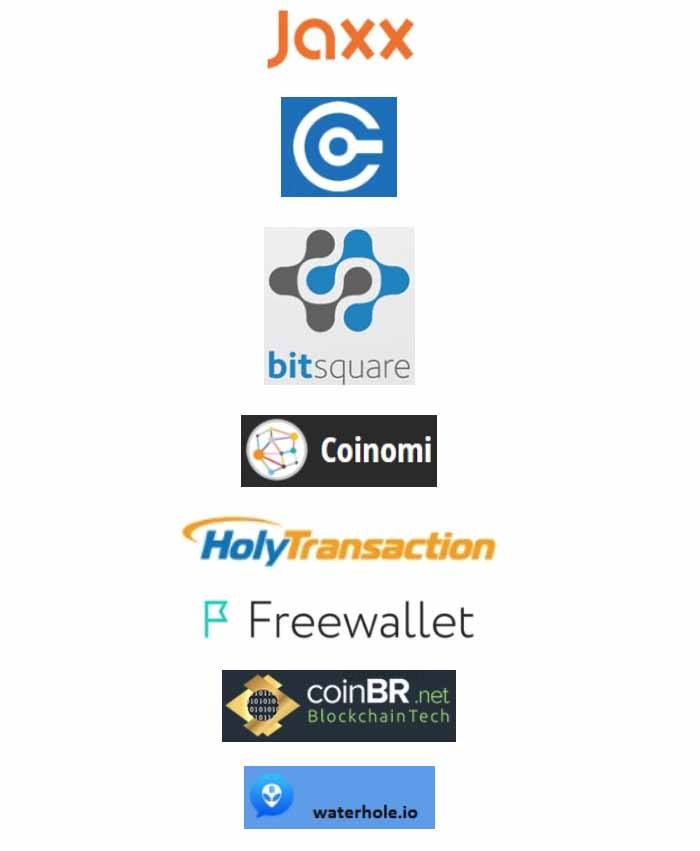 Jaxx
bitsquare
Coinomi
HolyTransaction
Freewallet
coinBR.net
BlockchainTech
waterhole.io